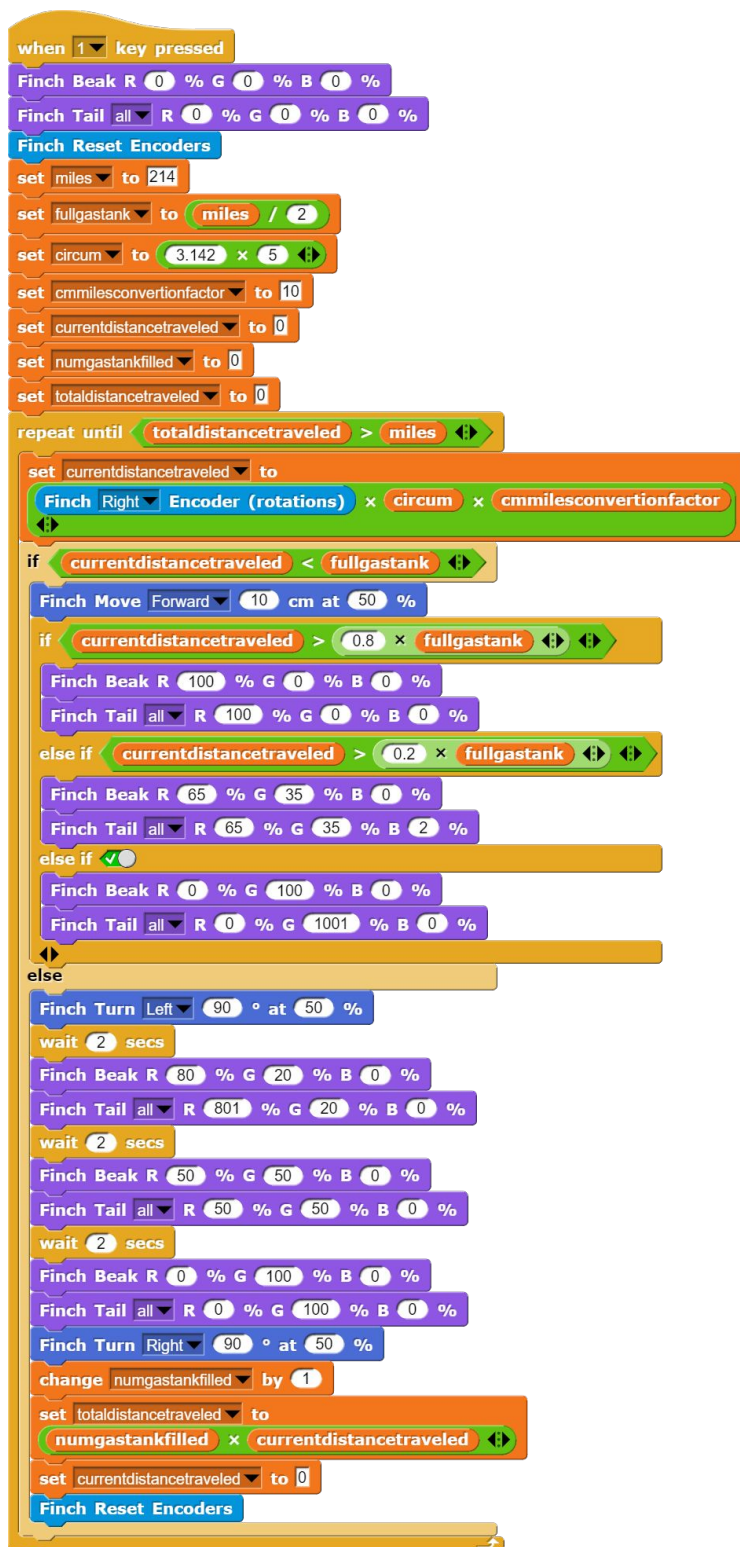 when 1 key pressed
Finch Beak R 0 % G 0 % B 0 %
Finch Tail all R 0 % G 0 % B 0 %
Finch Reset Encoders
set miles to 214
set fullgastank to miles / 2
set circum to 3.142 × 5
set cmmilesconvertionfactor to 10
set currentdistancetraveled to 0
set numgastankfilled to 0
set totaldistancetraveled to 0
repeat until totaldistancetraveled > miles
set currentdistancetraveled to
Finch Right Encoder (rotations) × circum × cmmilesconvertionfactor
if currentdistancetraveled < fullgastank
Finch Move Forward 10 cm at 50 %
if currentdistancetraveled > 0.8 × fullgastank
Finch Beak R 100 % G 0 % B 0 %
Finch Tail all R 100 % G 0 % B 0 %
else if currentdistancetraveled > 0.2 × fullgastank
Finch Beak R 65 % G 35 % B 0 %
Finch Tail all R 65 % G 35 % B 2 %
else if
Finch Beak R 0 % G 100 % B 0 %
Finch Tail all R 0 % G 1001 % B 0 %
else
Finch Turn Left 90 ° at 50 %
wait 2 secs
Finch Beak R 80 % G 20 % B 0 %
Finch Tail all R 801 % G 20 % B 0 %
wait 2 secs
Finch Beak R 50 % G 50 % B 0 %
Finch Tail all R 50 % G 50 % B 0 %
wait 2 secs
Finch Beak R 0 % G 100 % B 0 %
Finch Tail all R 0 % G 100 % B 0 %
Finch Turn Right 90 ° at 50 %
change numgastankfilled by 1
set totaldistancetraveled to
numgastankfilled × currentdistancetraveled
set currentdistancetraveled to 0
Finch Reset Encoders